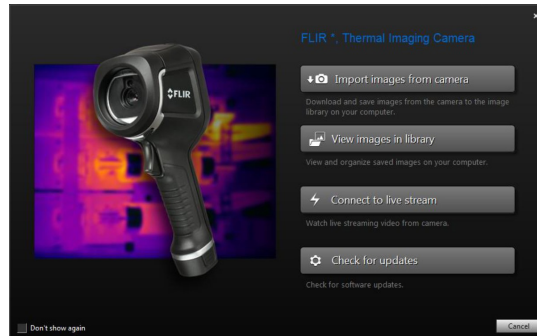 FLIR *, Thermal Imaging Camera
Import images from camera
Download and save images from the camera to the image
library on your computer.
View images in library
View and organize saved images on your computer.
Connect to live stream
Watch live streaming video from camera.
Check for updates
Check for software updates.
FLIR
Don't show again
Cancel